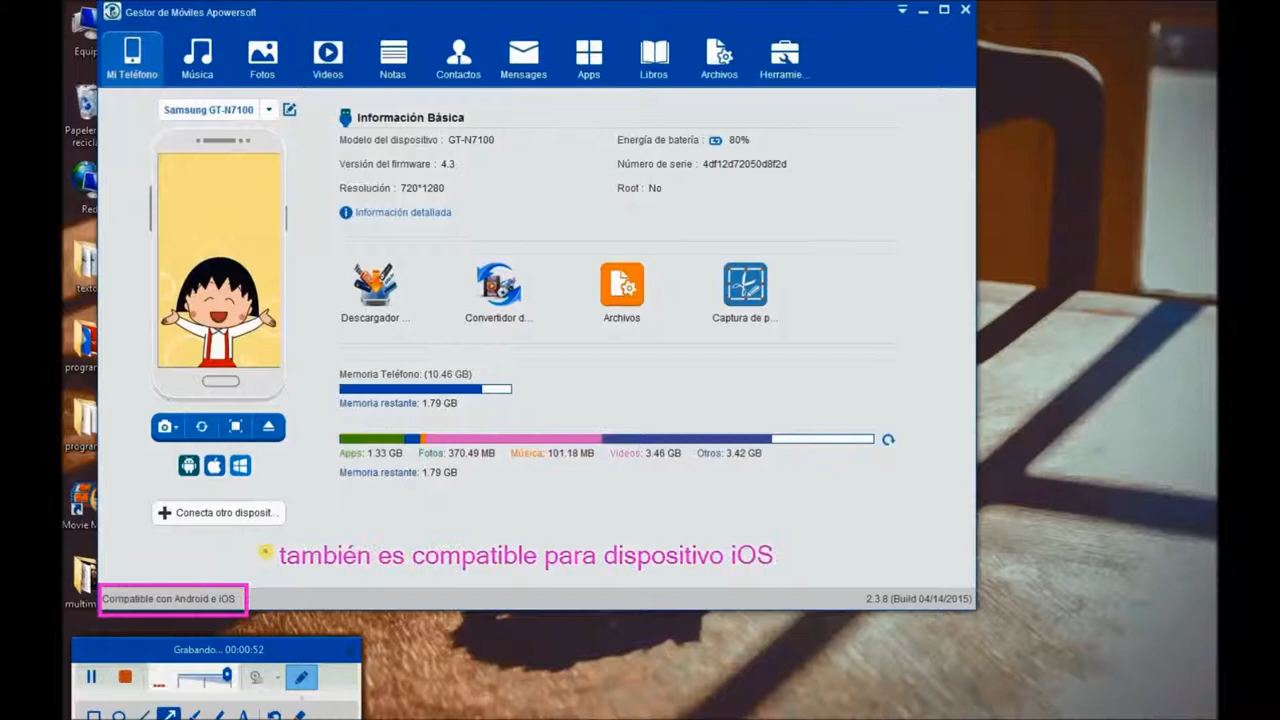 Gestor de Móviles Apowersoft
Equip
Mi Teléfono
Música
Fotos
Videos
Notas
Contactos
Mensages
Apps
Libros
Archivos
Herramie...
Samsung GT-N7100
Información Básica
Papeler
recicla
Modelo del dispositivo : GT-N7100
Energía de batería : 80%
Versión del firmware : 4.3
Número de serie : 4df12d72050d8f2d
Resolución : 720*1280
Root : No
Red
Información detallada
texto
Descargador ...
Convertidor d...
Archivos
Captura de p...
program
Memoria Teléfono: (10.46 GB)
Memoria restante: 1.79 GB
program
Apps: 1.33 GB
Fotos: 370.49 MB
Música: 101.18 MB
Videos: 3.46 GB
Otros: 3.42 GB
Memoria restante: 1.79 GB
Conecta otro disposit...
Movie M
también es compatible para dispositivo iOS
multim
Compatible con Android e iOS
2.3.8 (Build 04/14/2015)
Grabando... 00:00:52